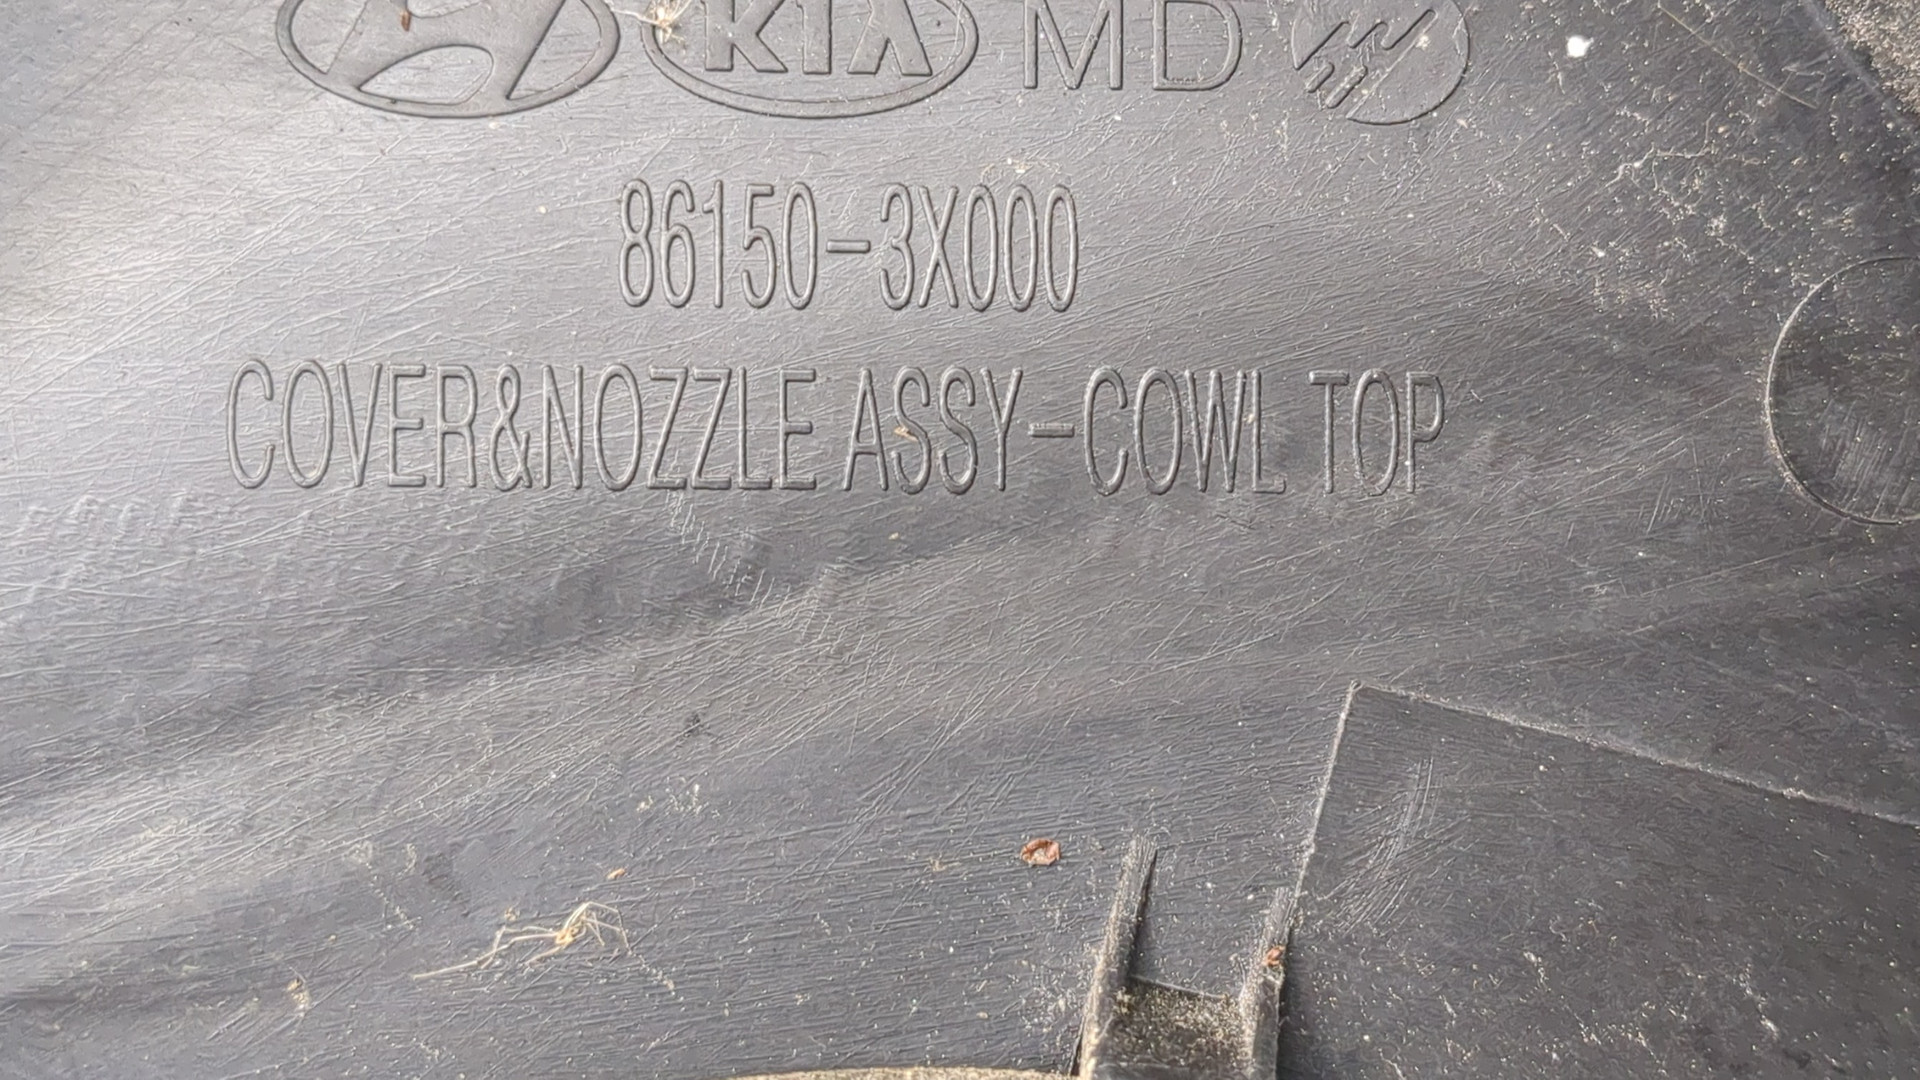 KIA MD
86150-3X000
COVER&NOZZLE ASSY-COWL TOP